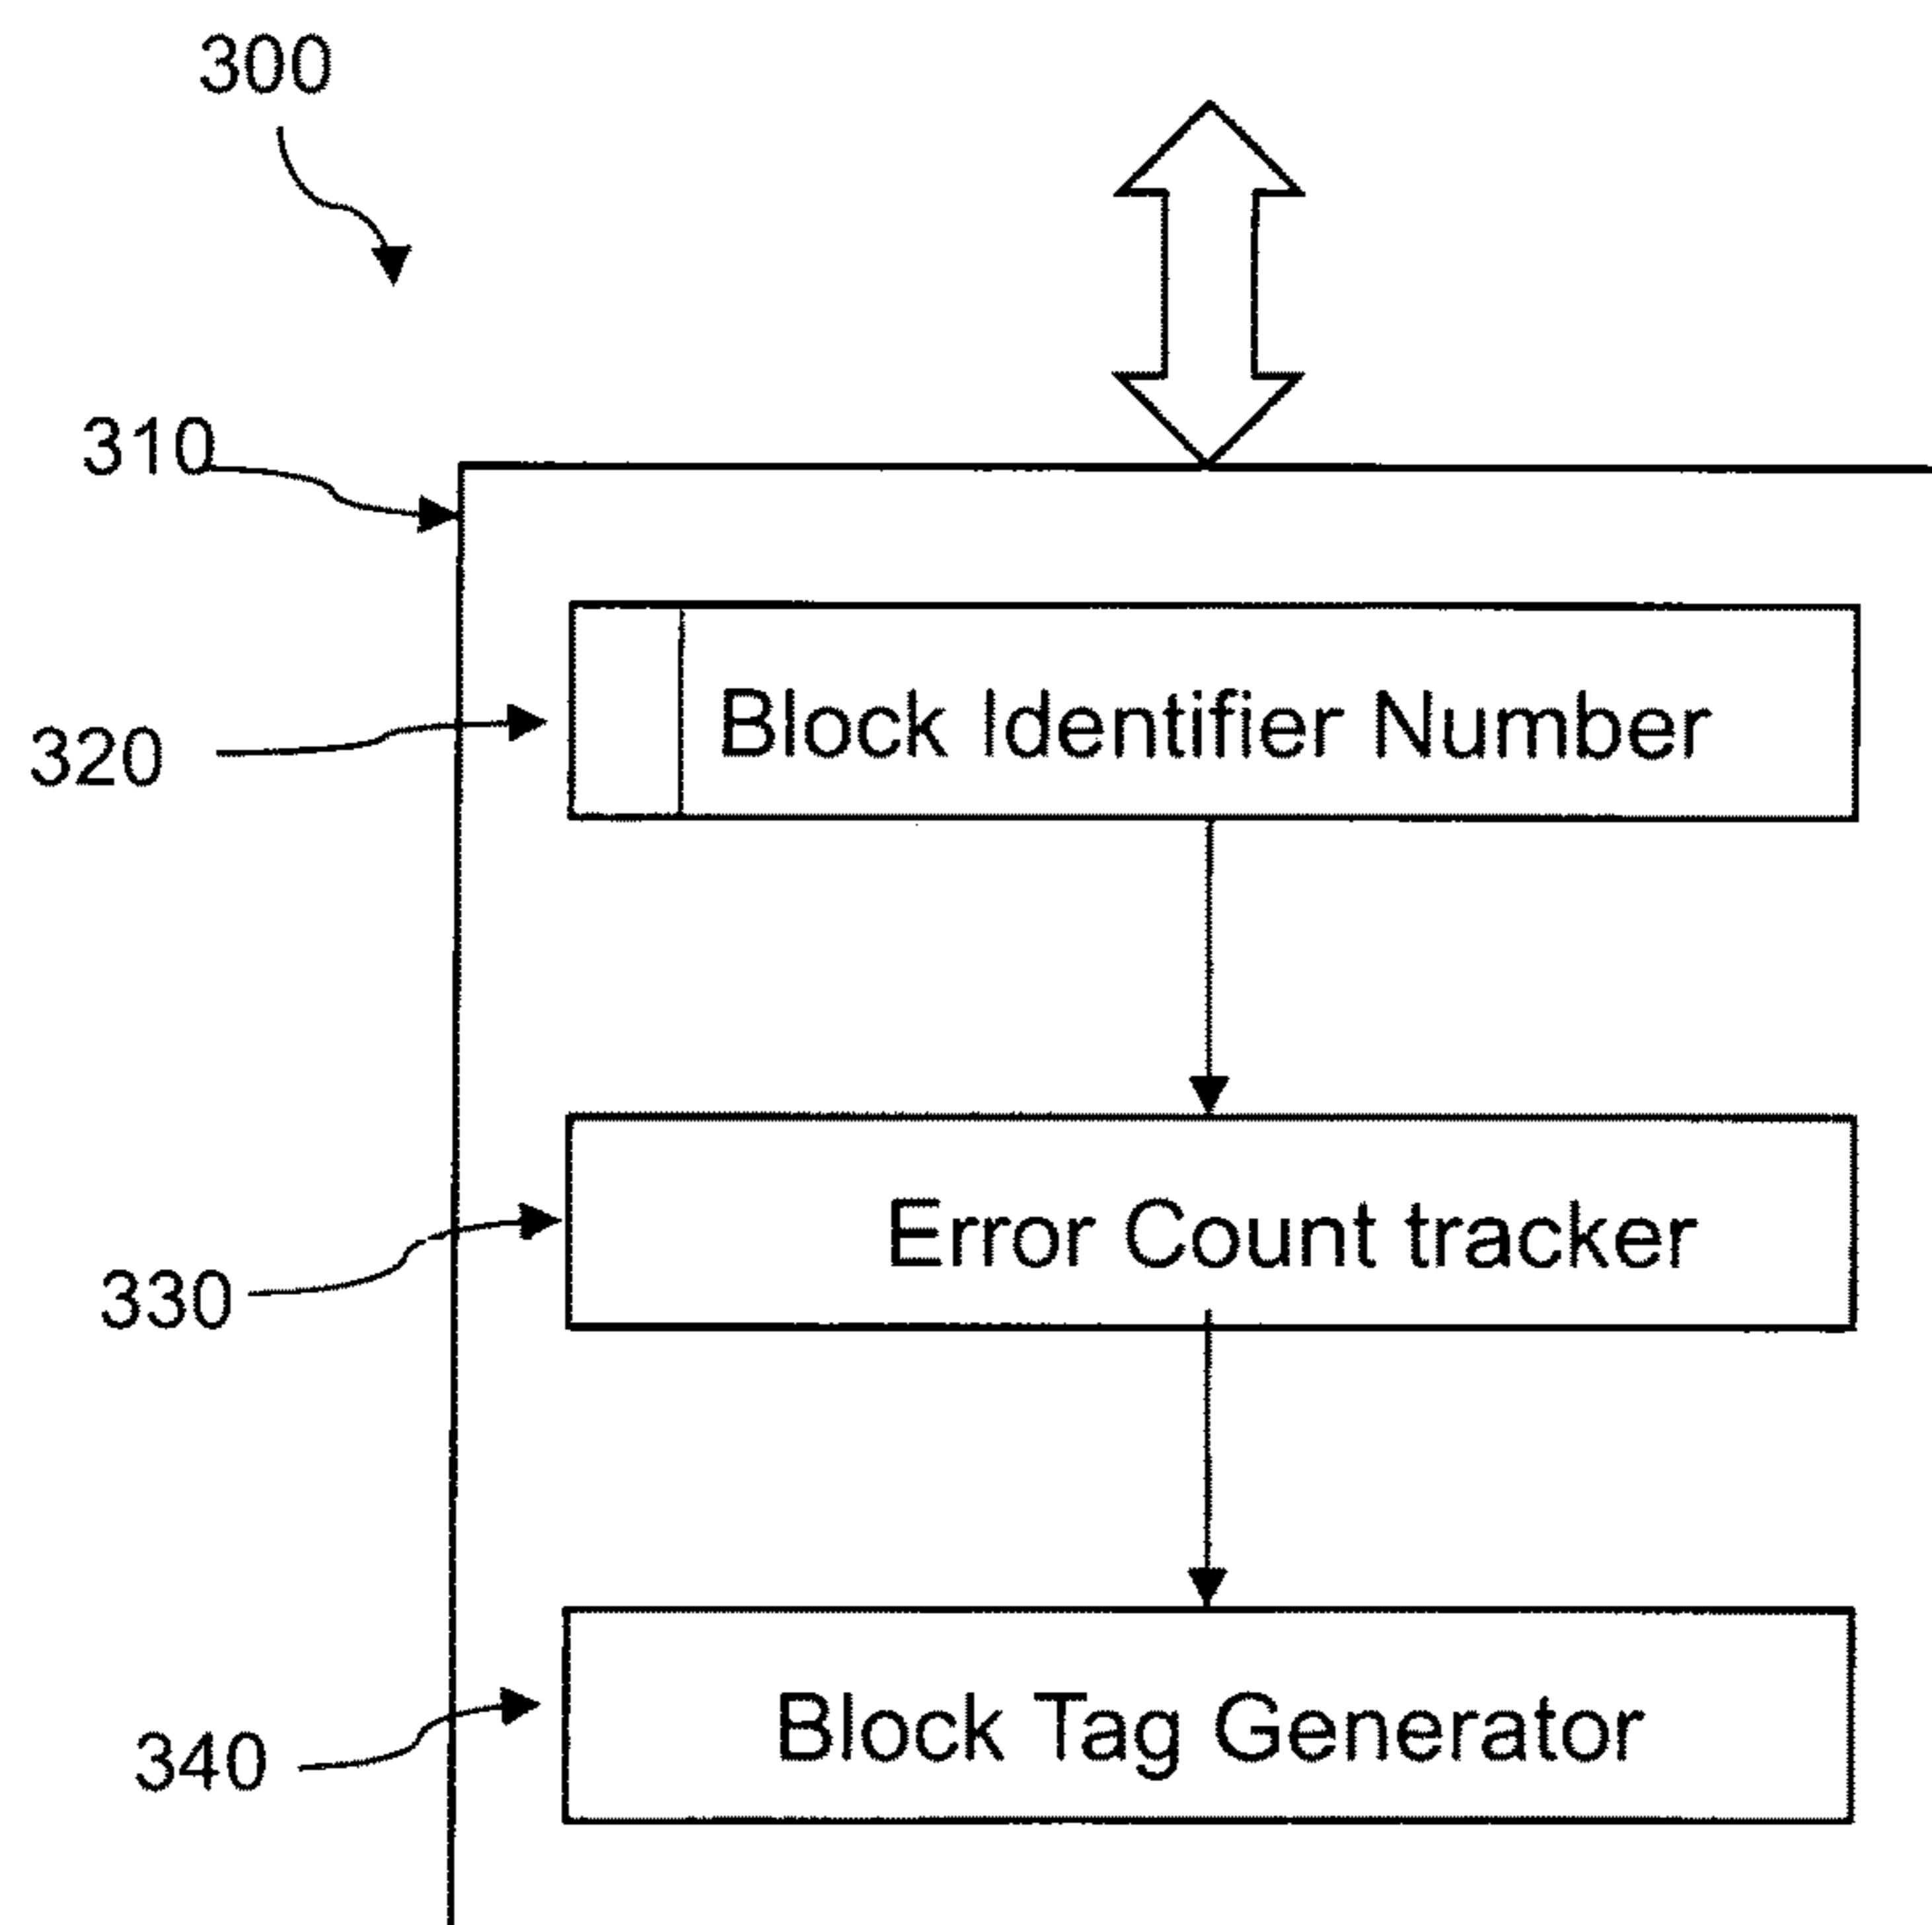 300
310
320
Block Identifier Number
Error Count tracker
330
Block Tag Generator
340